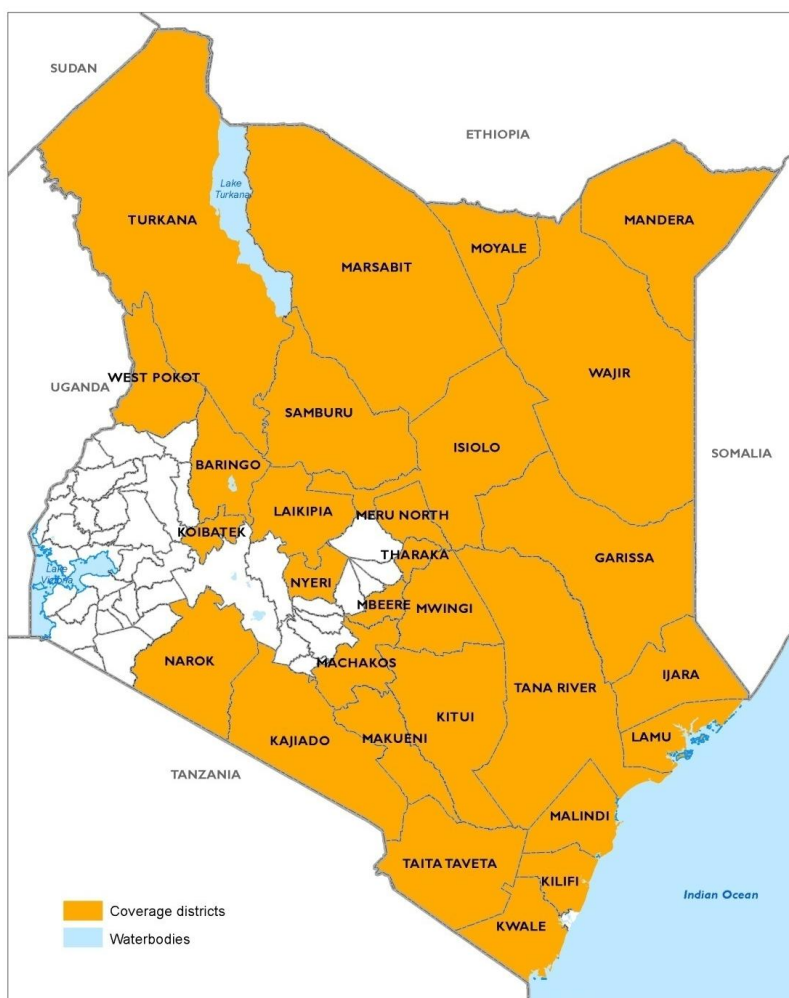 SUDAN
ETHIOPIA
Lake
Turkana
TURKANA
MANDERA
MOYALE
MARSABIT
WAJIR
WEST POKOT
UGANDA
SAMBURU
ISIOLO
SOMALIA
BARINGO
LAIKIPIA
MERU NORTH
KOIBATEK
THARAKA
GARISSA
Lake
Victoria
NYERI
MBEERE
MWINGI
NAROK
MACHAKOS
IJARA
TANA RIVER
KITUI
LAMU
KAJIADO
MAKUENI
TANZANIA
MALINDI
TAITA TAVETA
KILIFI
Indian Ocean
KWALE
Coverage districts
Waterbodies